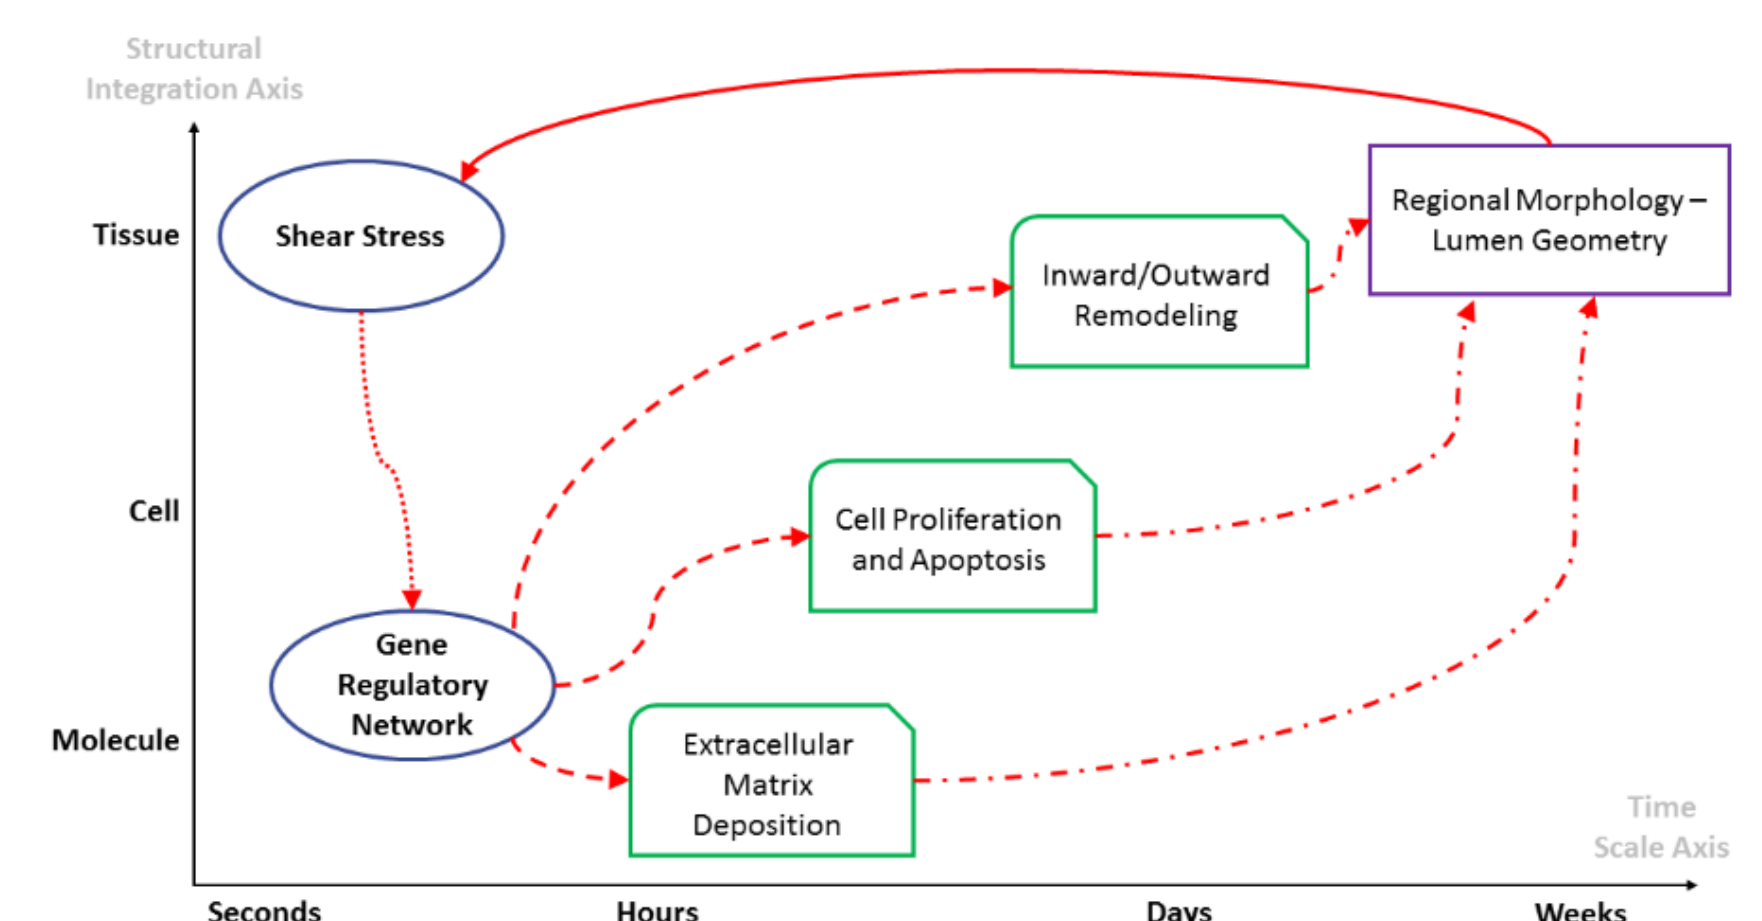 Structural
Integration Axis
Tissue
Shear Stress
Regional Morphology –
Lumen Geometry
Inward/Outward
Remodeling
Cell
Cell Proliferation
and Apoptosis
Gene
Regulatory
Network
Molecule
Extracellular
Matrix
Deposition
Time
Scale Axis
Seconds
Hours
Days
Weeks